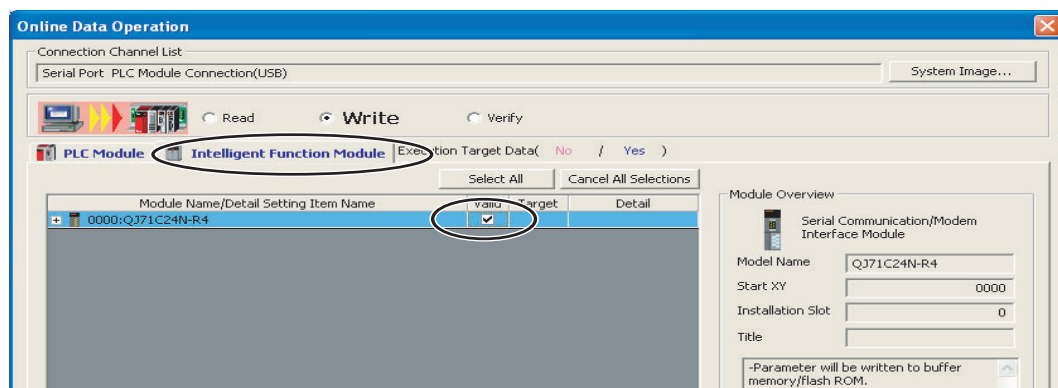 Online Data Operation
Connection Channel List
Serial Port PLC Module Connection(USB)
System Image...
Read
Write
Verify
PLC Module
Intelligent Function Module
Execution Target Data( No / Yes )
Select All
Cancel All Selections
Module Name/Detail Setting Item Name
Valid
Target
Detail
0000:QJ71C24N-R4
Module Overview
Serial Communication/Modem
Interface Module
Model Name
QJ71C24N-R4
Start XY
0000
Installation Slot
0
Title
-Parameter will be written to buffer
memory/flash ROM.